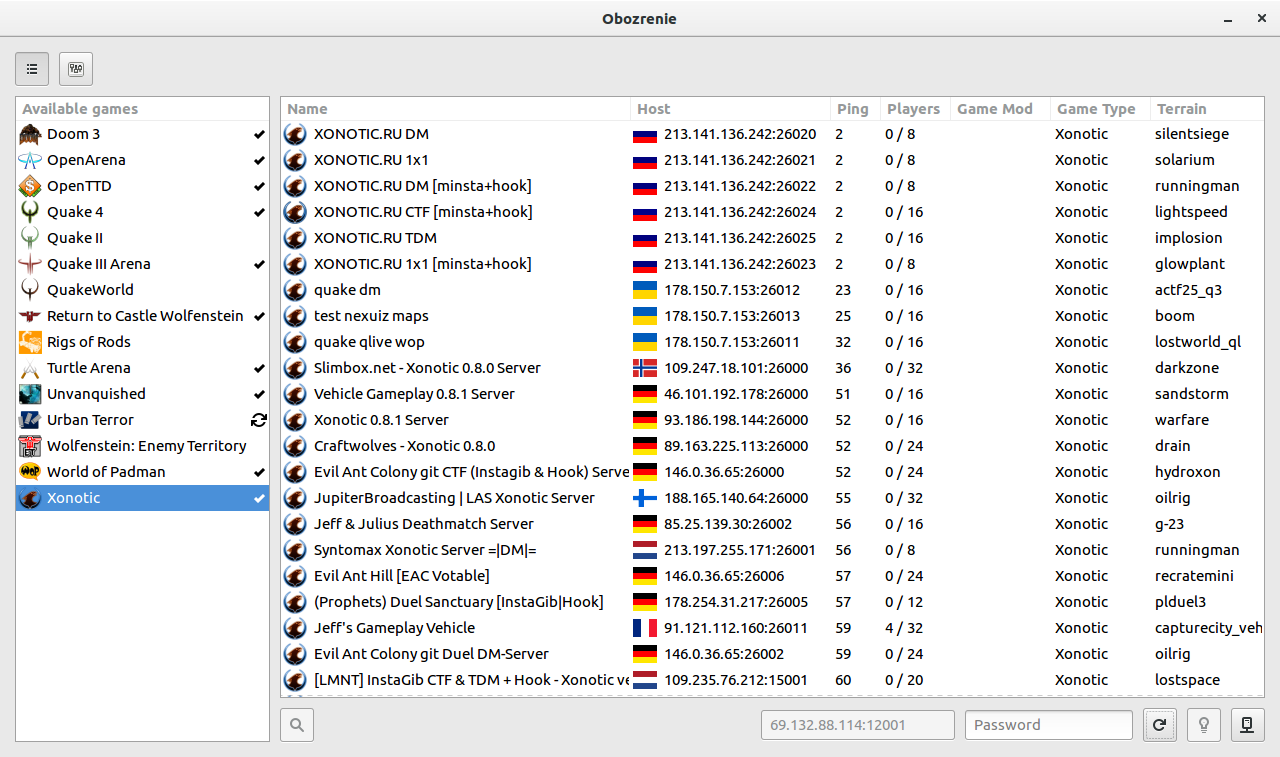 Obozrenie
Available games
Doom 3
OpenArena
OpenTTD
Quake 4
Quake II
Quake III Arena
QuakeWorld
Return to Castle Wolfenstein
Rigs of Rods
Turtle Arena
Unvanquished
Urban Terror
Wolfenstein: Enemy Territory
World of Padman
Xonotic
Name Host Ping Players Game Mod Game Type Terrain
XONOTIC.RU DM 213.141.136.242:26020 2 0 / 8 Xonotic silentsiege
XONOTIC.RU 1x1 213.141.136.242:26021 2 0 / 8 Xonotic solarium
XONOTIC.RU DM [minsta+hook] 213.141.136.242:26022 2 0 / 8 Xonotic runningman
XONOTIC.RU CTF [minsta+hook] 213.141.136.242:26024 2 0 / 16 Xonotic lightspeed
XONOTIC.RU TDM 213.141.136.242:26025 2 0 / 16 Xonotic implosion
XONOTIC.RU 1x1 [minsta+hook] 213.141.136.242:26023 2 0 / 8 Xonotic glowplant
quake dm 178.150.7.153:26012 23 0 / 16 Xonotic actf25_q3
test nexuiz maps 178.150.7.153:26013 25 0 / 16 Xonotic boom
quake qlive wop 178.150.7.153:26011 32 0 / 16 Xonotic lostworld_ql
Slimbox.net - Xonotic 0.8.0 Server 109.247.18.101:26000 36 0 / 32 Xonotic darkzone
Vehicle Gameplay 0.8.1 Server 46.101.192.178:26000 51 0 / 16 Xonotic sandstorm
Xonotic 0.8.1 Server 93.186.198.144:26000 52 0 / 16 Xonotic warfare
Craftwolves - Xonotic 0.8.0 89.163.225.113:26000 52 0 / 24 Xonotic drain
Evil Ant Colony git CTF (Instagib & Hook) Serve 146.0.36.65:26000 52 0 / 24 Xonotic hydroxon
JupiterBroadcasting | LAS Xonotic Server 188.165.140.64:26000 55 0 / 32 Xonotic oilrig
Jeff & Julius Deathmatch Server 85.25.139.30:26002 56 0 / 16 Xonotic g-23
Syntomax Xonotic Server =|DM|= 213.197.255.171:26001 56 0 / 8 Xonotic runningman
Evil Ant Hill [EAC Votable] 146.0.36.65:26006 57 0 / 24 Xonotic recratemini
(Prophets) Duel Sanctuary [InstaGib|Hook] 178.254.31.217:26005 57 0 / 12 Xonotic plduel3
Jeff's Gameplay Vehicle 91.121.112.160:26011 59 4 / 32 Xonotic capturecity_veh
Evil Ant Colony git Duel DM-Server 146.0.36.65:26002 59 0 / 24 Xonotic oilrig
[LMNT] InstaGib CTF & TDM + Hook - Xonotic ve 109.235.76.212:15001 60 0 / 20 Xonotic lostspace
69.132.88.114:12001 Password